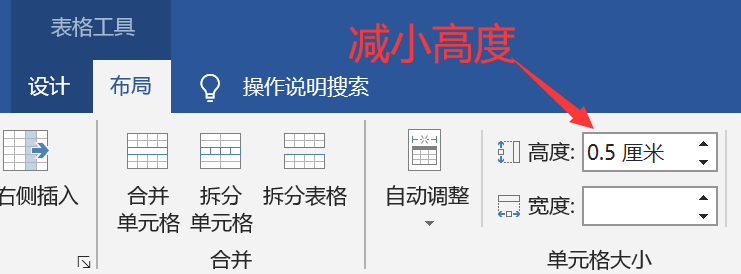 表格工具
减小高度
设计
布局
操作说明搜索
右侧插入
合并
单元格
拆分
单元格
拆分表格
自动调整
高度: 0.5 厘米
宽度:
合并
单元格大小